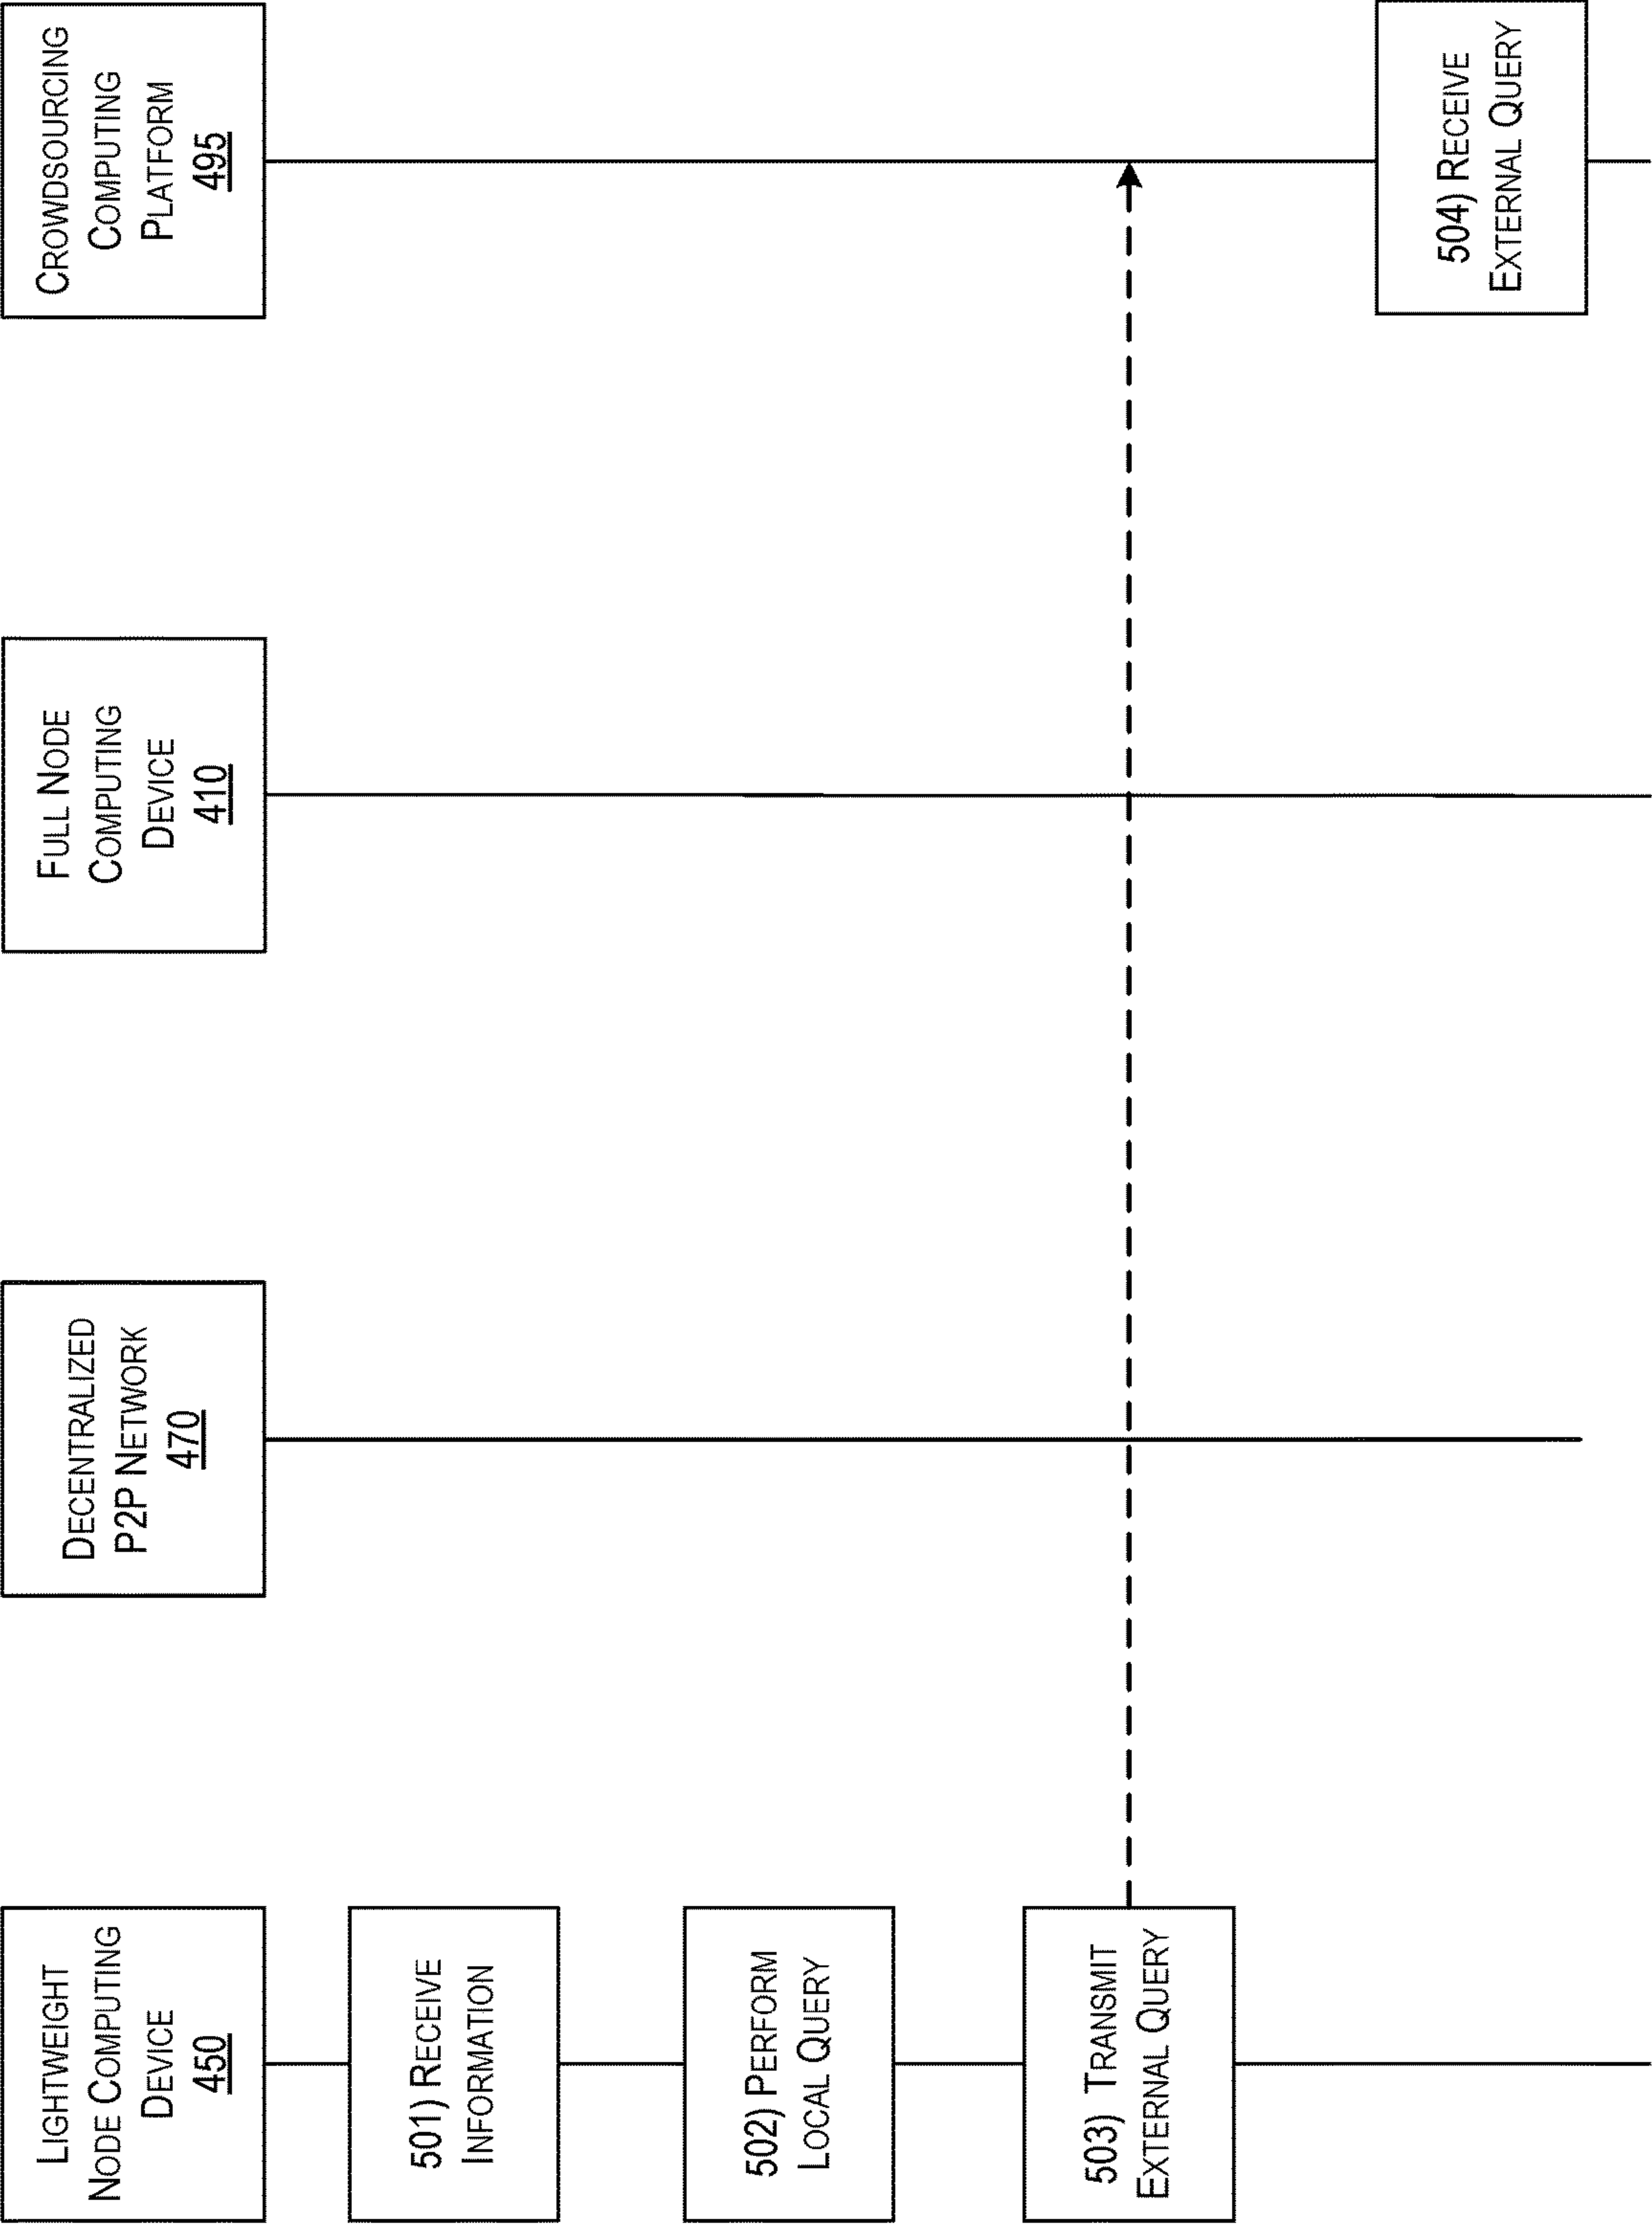 LIGHTWEIGHT
NODE COMPUTING
DEVICE
450
DECENTRALIZED
P2P NETWORK
470
FULL NODE
COMPUTING
DEVICE
410
CROWDSOURCING
COMPUTING
PLATFORM
495
501) RECEIVE
INFORMATION
502) PERFORM
LOCAL QUERY
503) TRANSMIT
EXTERNAL QUERY
504) RECEIVE
EXTERNAL QUERY